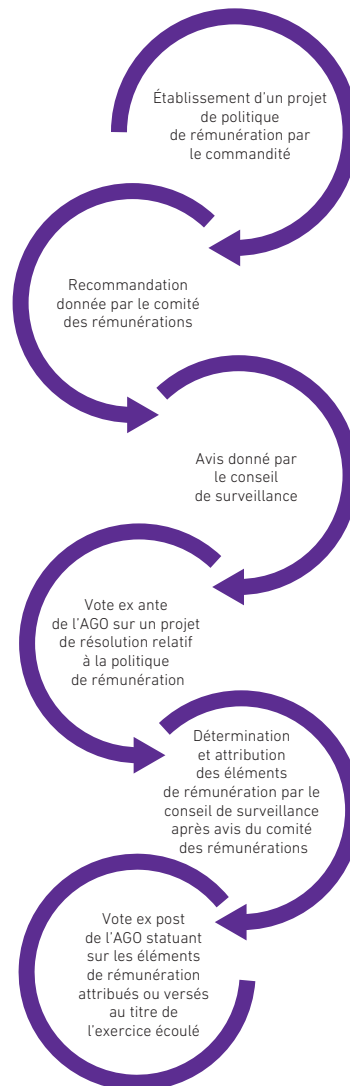 Établissement d’un projet
de politique
de rémunération par
le commandité
Recommandation
donnée par le comité
des rémunérations
Avis donné par
le conseil
de surveillance
Vote ex ante
de l’AGO sur un projet
de résolution relatif
à la politique
de rémunération
Détermination
et attribution
des éléments
de rémunération par le
conseil de surveillance
après avis du comité
des rémunérations
Vote ex post
de l’AGO statuant
sur les éléments
de rémunération
attribués ou versés
au titre de
l’exercice écoulé